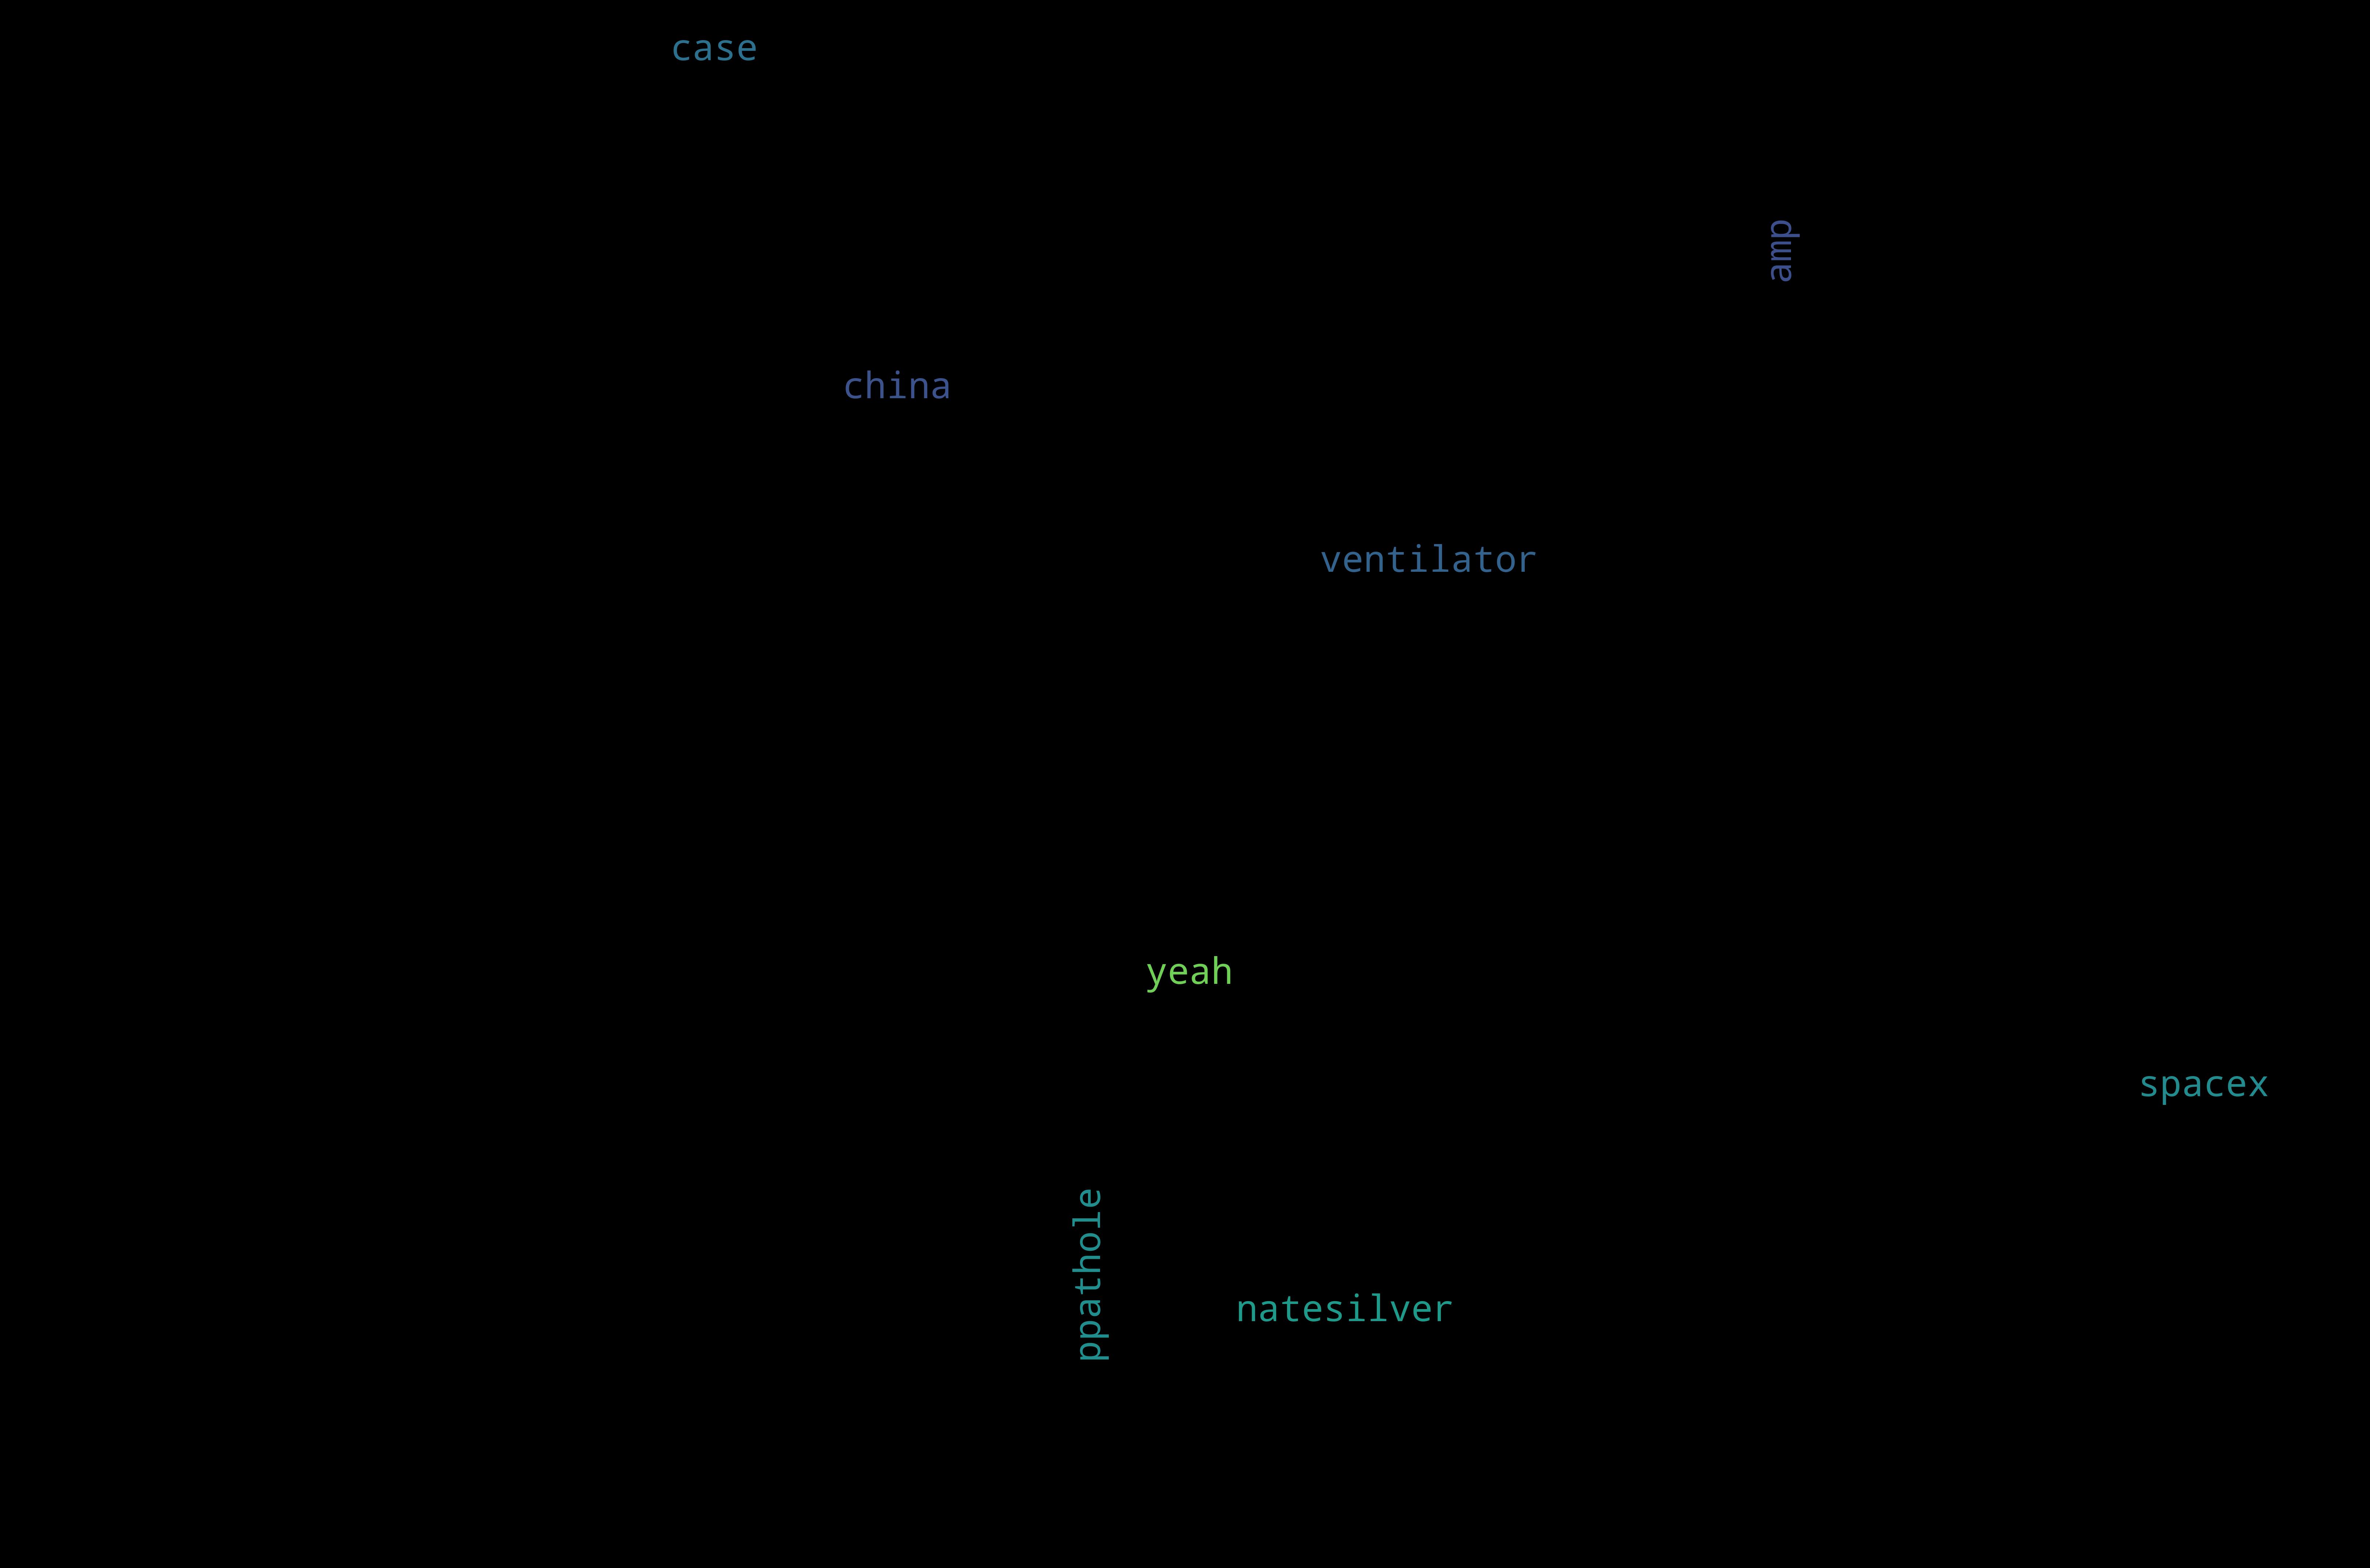 case
amp
china
ventilator
yeah
spacex
ppathole
natesilver